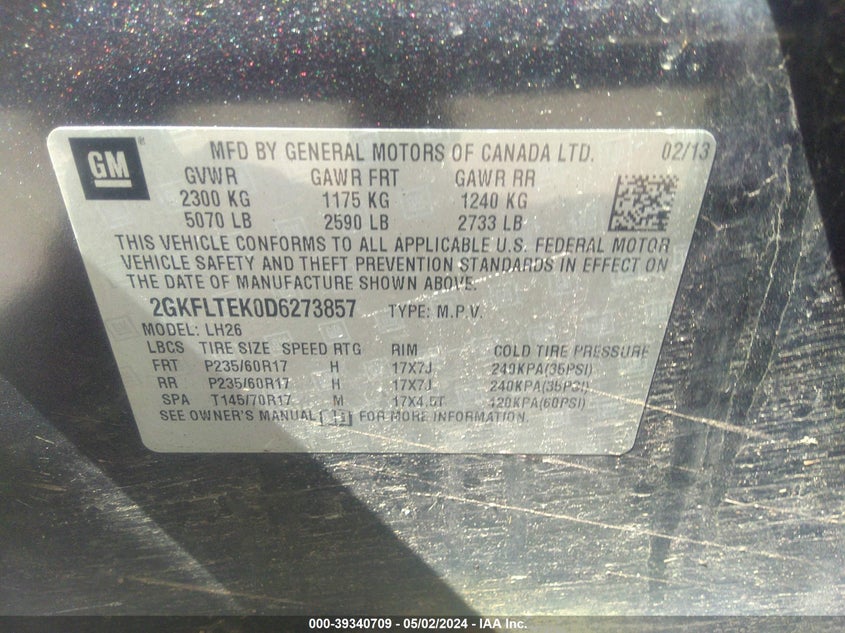 GM®
MFD BY GENERAL MOTORS OF CANADA LTD. 02/13
GVWR GAWR FRT GAWR RR
2300 KG 1175 KG 1240 KG
5070 LB 2590 LB 2733 LB
THIS VEHICLE CONFORMS TO ALL APPLICABLE U.S. FEDERAL MOTOR
VEHICLE SAFETY AND THEFT PREVENTION STANDARDS IN EFFECT ON
THE DATE OF MANUFACTURE SHOWN ABOVE.
2GKFLTEK0D6273857 TYPE: M.P.V.
MODEL: LH26
LBCS TIRE SIZE SPEED RTG RIM COLD TIRE PRESSURE
FRT P235/60R17 H 17X7J 240KPA(35PSI)
RR P235/60R17 H 17X7J 240KPA(35PSI)
SPA T145/70R17 M 17X4.5T 420KPA(60PSI)
SEE OWNER'S MANUAL FOR MORE INFORMATION.
000-39340709 — 05/02/2024 — IAA Inc.